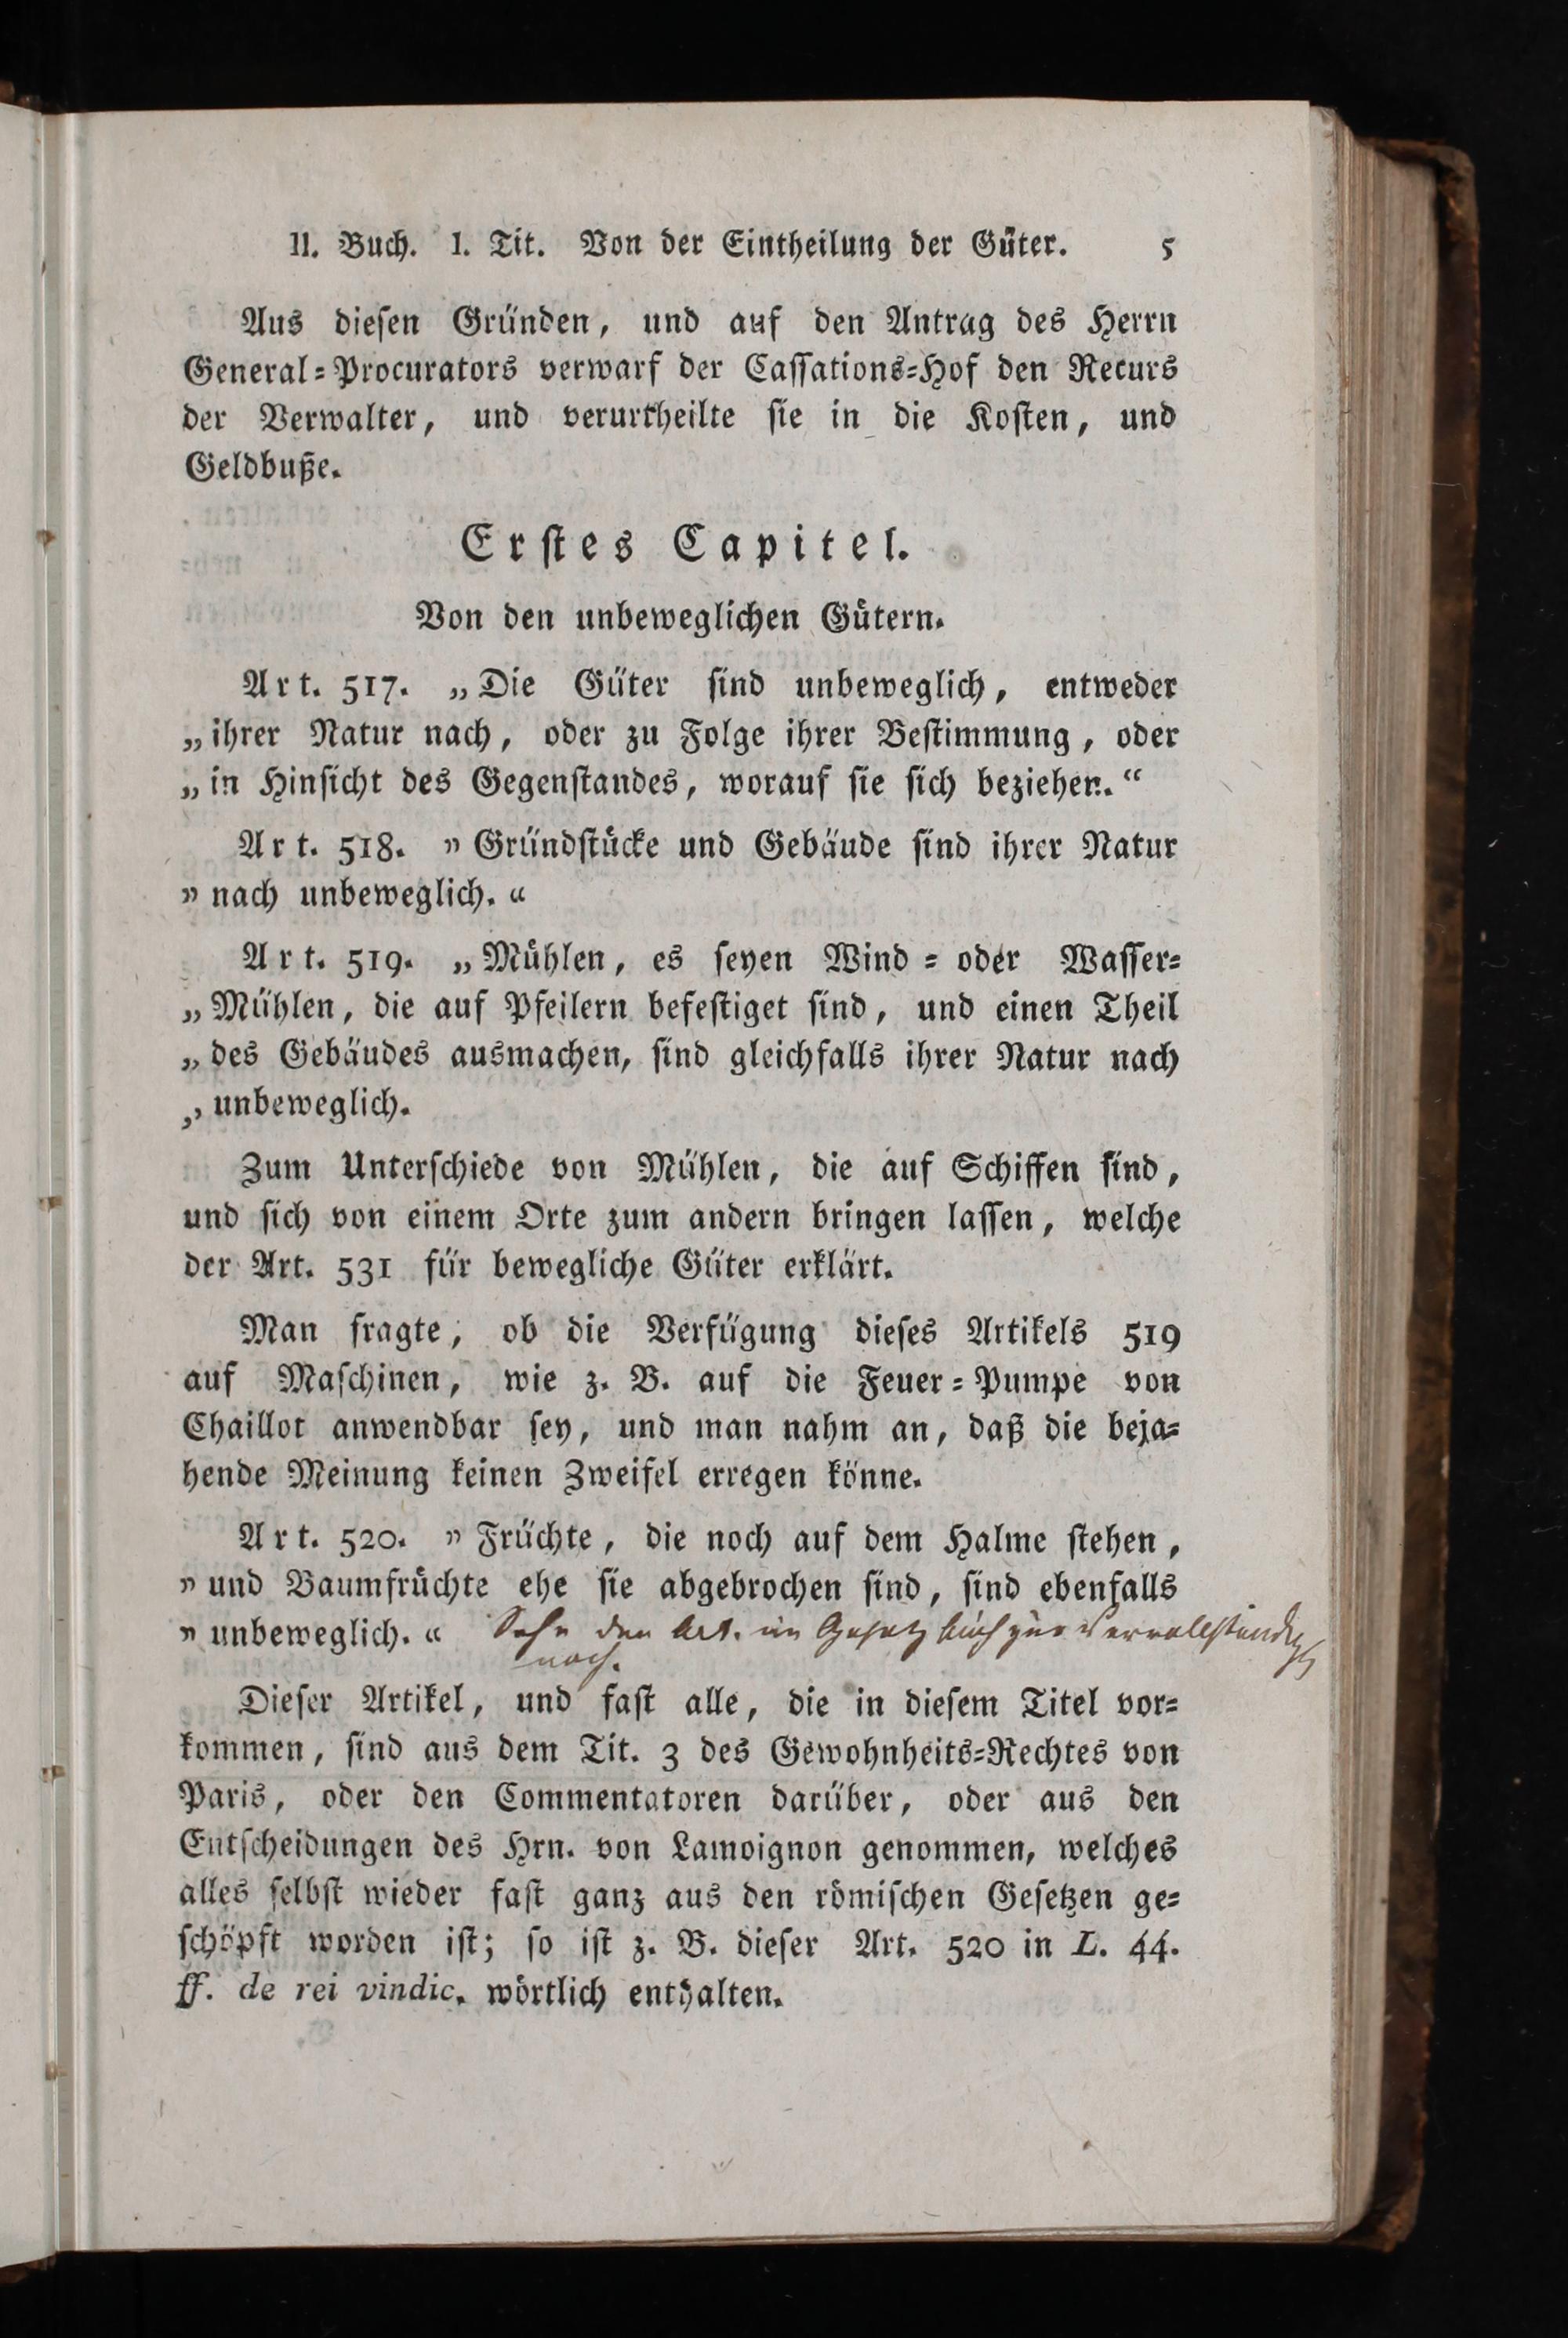 II. Buch. I. Tit. Von der Eintheilung der Güter. 5
Aus diesen Gründen, und auf den Antrag des Herrn
General-Procurators verwarf der Cassations-Hof den Recurs
der Verwalter, und verurtheilte sie in die Kosten, und
Geldbuße.
Erstes Capitel.
Von den unbeweglichen Gütern.
Art. 517. „Die Güter sind unbeweglich, entweder
„ihrer Natur nach, oder zu Folge ihrer Bestimmung, oder
„in Hinsicht des Gegenstandes, worauf sie sich beziehen.“
Art. 518. „Gründstücke und Gebäude sind ihrer Natur
„nach unbeweglich.“
Art. 519. „Mühlen, es seyen Wind- oder Wasser-
„Mühlen, die auf Pfeilern befestiget sind, und einen Theil
„des Gebäudes ausmachen, sind gleichfalls ihrer Natur nach
„unbeweglich.
Zum Unterschiede von Mühlen, die auf Schiffen sind,
und sich von einem Orte zum andern bringen lassen, welche
der Art. 531 für bewegliche Güter erklärt.
Man fragte, ob die Verfügung dieses Artikels 519
auf Maschinen, wie z. B. auf die Feuer-Pumpe von
Chaillot anwendbar sey, und man nahm an, daß die beja-
hende Meinung keinen Zweifel erregen könne.
Art. 520. „Früchte, die noch auf dem Halme stehen,
„und Baumfrüchte ehe sie abgebrochen sind, sind ebenfalls
„unbeweglich.“ Sehe den Art. im Gesetzbuch zur
nach.
Dieser Artikel, und fast alle, die in diesem Titel vor-
kommen, sind aus dem Tit. 3 des Gewohnheits-Rechtes von
Paris, oder den Commentatoren darüber, oder aus den
Entscheidungen des Hrn. von Lamoignon genommen, welches
alles selbst wieder fast ganz aus den römischen Gesetzen ge-
schöpft worden ist; so ist z. B. dieser Art. 520 in L. 44.
ff. de rei vindic. wörtlich enthalten.